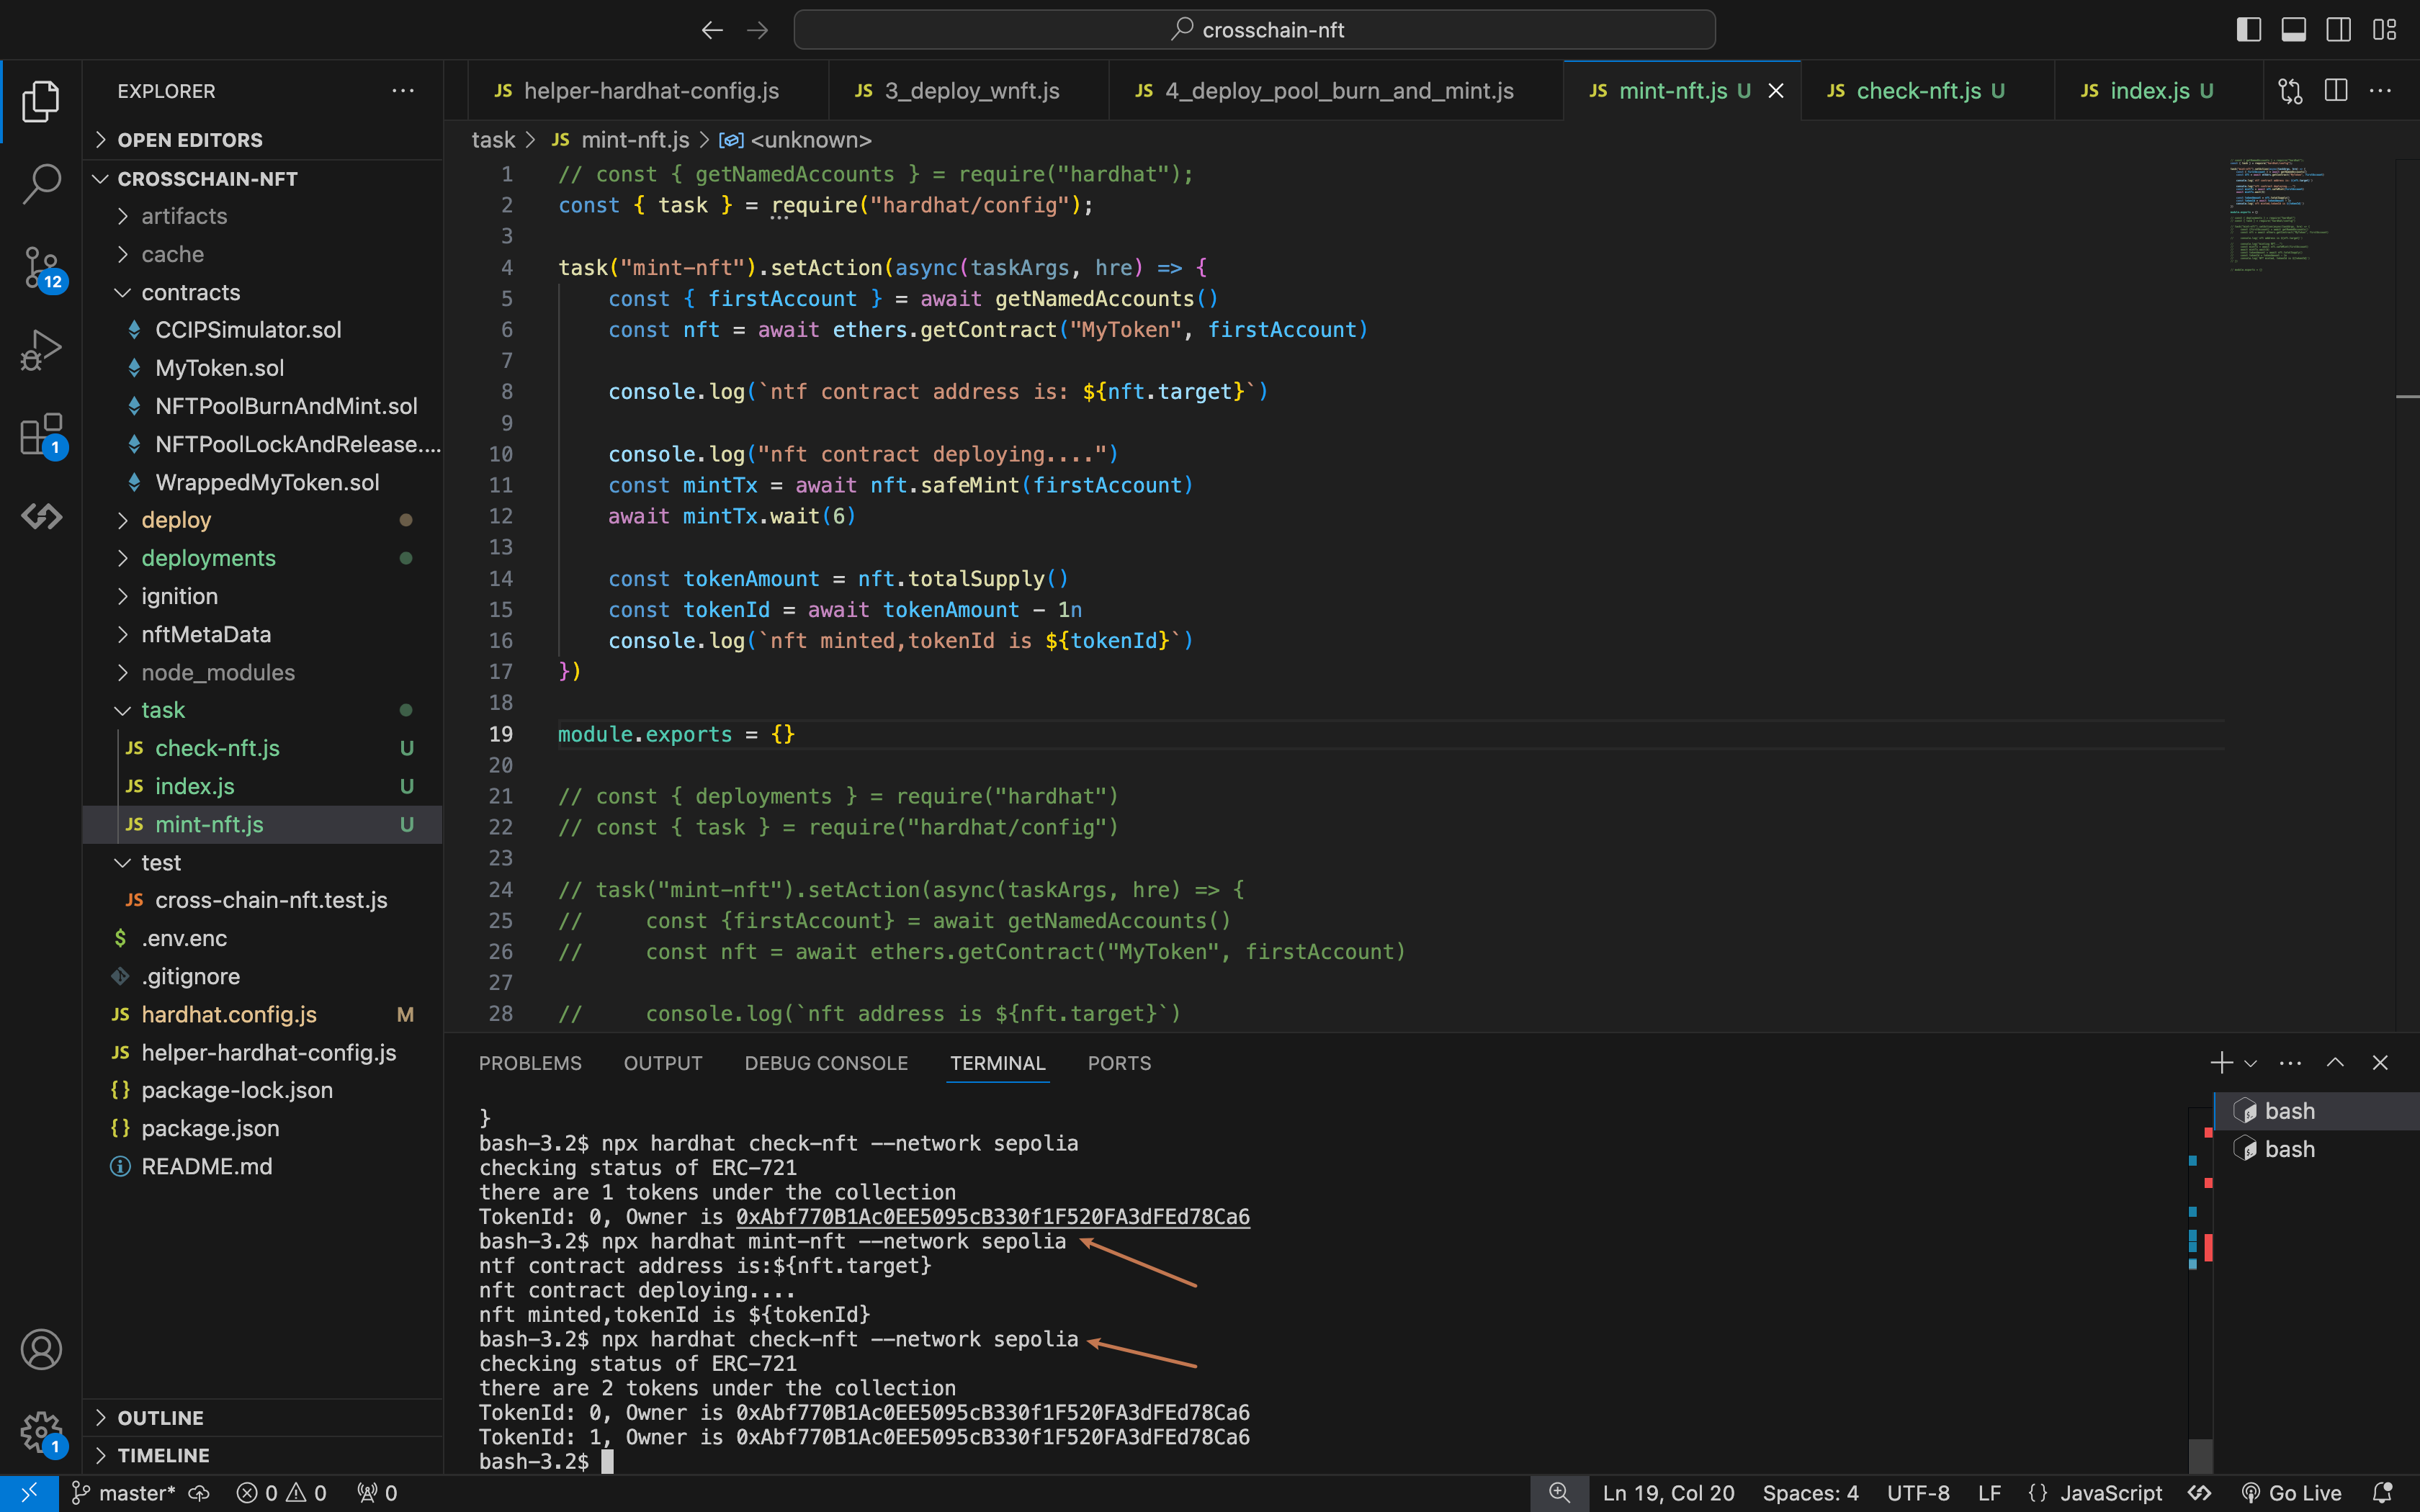 crosschain-nft
EXPLORER
helper-hardhat-config.js
3_deploy_wnft.js
4_deploy_pool_burn_and_mint.js
mint-nft.js U
check-nft.js U
index.js U
OPEN EDITORS
CROSSCHAIN-NFT
artifacts
cache
contracts
CCIPSimulator.sol
MyToken.sol
NFTPoolBurnAndMint.sol
NFTPoolLockAndRelease....
WrappedMyToken.sol
deploy
deployments
ignition
nftMetaData
node_modules
task
JS check-nft.js U
JS index.js U
JS mint-nft.js U
test
JS cross-chain-nft.test.js
$ .env.enc
.gitignore
JS hardhat.config.js M
JS helper-hardhat-config.js
{} package-lock.json
{} package.json
README.md
OUTLINE
TIMELINE
12
1
1
task > JS mint-nft.js > <unknown>
1 // const { getNamedAccounts } = require("hardhat");
2 const { task } = require("hardhat/config");
3
4 task("mint-nft").setAction(async(taskArgs, hre) => {
5 const { firstAccount } = await getNamedAccounts()
6 const nft = await ethers.getContract("MyToken", firstAccount)
7
8 console.log(`ntf contract address is: ${nft.target}`)
9
10 console.log("nft contract deploying....")
11 const mintTx = await nft.safeMint(firstAccount)
12 await mintTx.wait(6)
13
14 const tokenAmount = nft.totalSupply()
15 const tokenId = await tokenAmount - 1n
16 console.log(`nft minted,tokenId is ${tokenId}`)
17 })
18
19 module.exports = {}
20
21 // const { deployments } = require("hardhat")
22 // const { task } = require("hardhat/config")
23
24 // task("mint-nft").setAction(async(taskArgs, hre) => {
25 // const {firstAccount} = await getNamedAccounts()
26 // const nft = await ethers.getContract("MyToken", firstAccount)
27
28 // console.log(`nft address is ${nft.target}`)
PROBLEMS OUTPUT DEBUG CONSOLE TERMINAL PORTS
}
bash-3.2$ npx hardhat check-nft --network sepolia
checking status of ERC-721
there are 1 tokens under the collection
TokenId: 0, Owner is 0xAbf770B1Ac0EE5095cB330f1F520FA3dFEd78Ca6
bash-3.2$ npx hardhat mint-nft --network sepolia
ntf contract address is:${nft.target}
nft contract deploying....
nft minted,tokenId is ${tokenId}
bash-3.2$ npx hardhat check-nft --network sepolia
checking status of ERC-721
there are 2 tokens under the collection
TokenId: 0, Owner is 0xAbf770B1Ac0EE5095cB330f1F520FA3dFEd78Ca6
TokenId: 1, Owner is 0xAbf770B1Ac0EE5095cB330f1F520FA3dFEd78Ca6
bash-3.2$
bash
bash
master* 0 0 0
Ln 19, Col 20 Spaces: 4 UTF-8 LF {} JavaScript Go Live